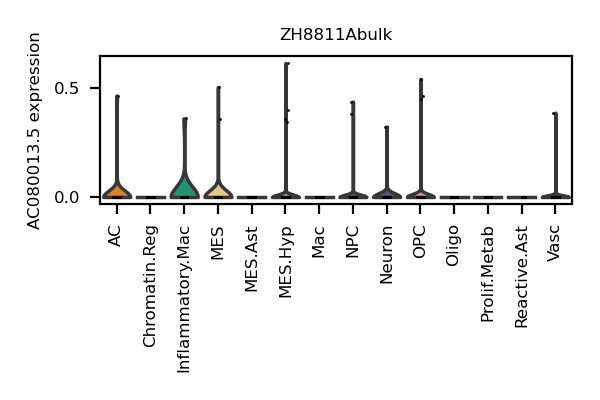 ZH8811Abulk
AC080013.5 expression
0.5
0.0
AC
Chromatin.Reg
Inflammatory.Mac
MES
MES.Ast
MES.Hyp
Mac
NPC
Neuron
OPC
Oligo
Prolif.Metab
Reactive.Ast
Vasc